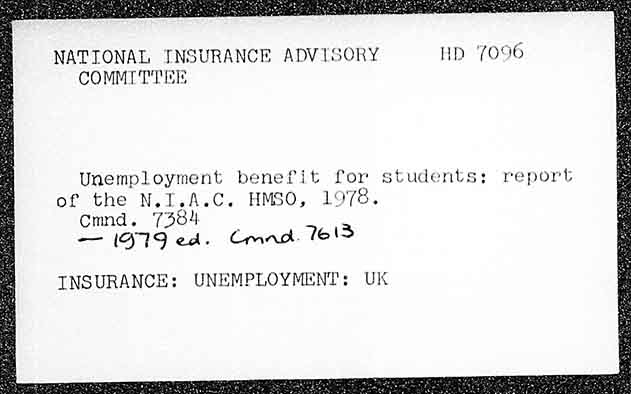 NATIONAL INSURANCE ADVISORY HD 7096
COMMITTEE
Unemployment benefit for students: report
of the N.I.A.C. HMSO, 1978.
Cmnd. 7384
— 1979 ed. Cmnd. 7613
INSURANCE: UNEMPLOYMENT: UK